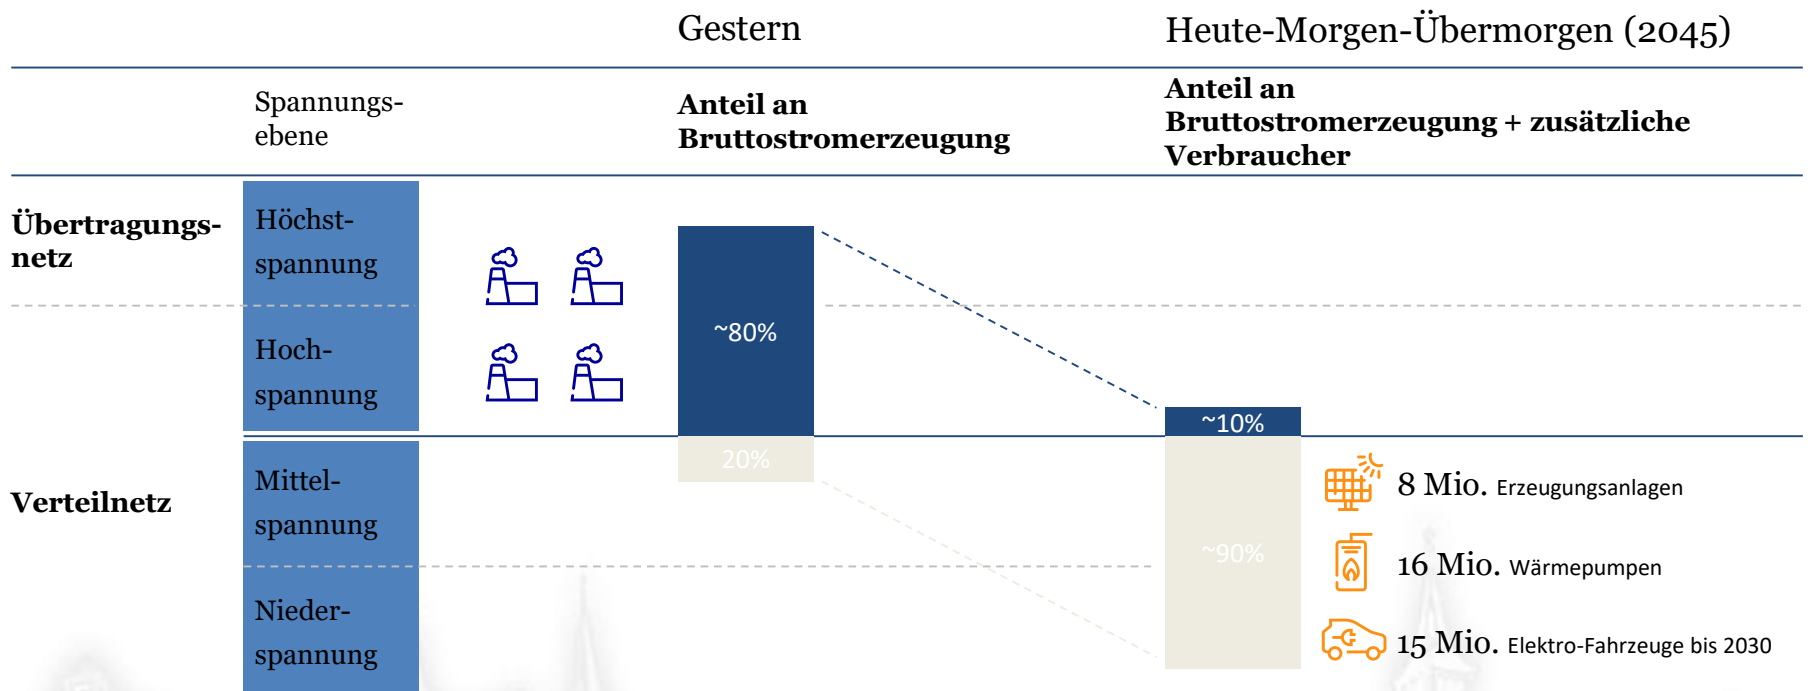 Gestern
Heute-Morgen-Übermorgen (2045)
Spannungs-
ebene
Anteil an
Bruttostromerzeugung
Anteil an
Bruttostromerzeugung + zusätzliche
Verbraucher
Übertragungs-
netz
Höchst-
spannung
~80%
Hoch-
spannung
~10%
20%
Verteilnetz
Mittel-
spannung
8 Mio. Erzeugungsanlagen
~90%
16 Mio. Wärmepumpen
Nieder-
spannung
15 Mio. Elektro-Fahrzeuge bis 2030